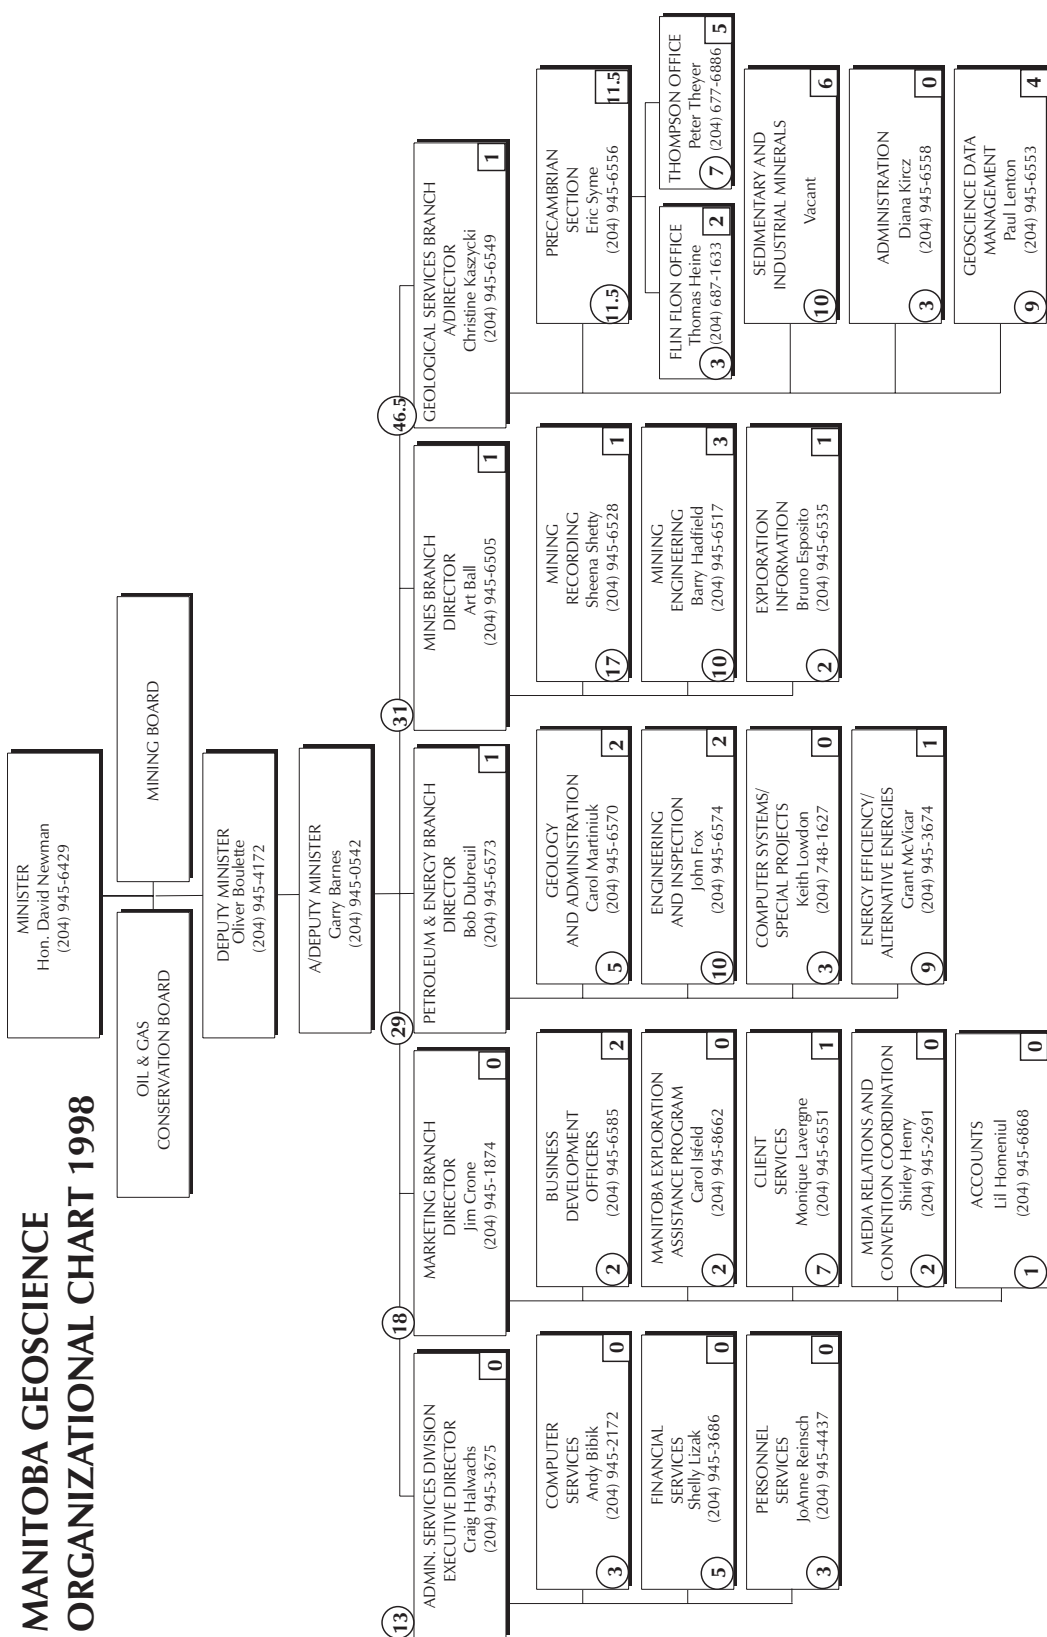 MANITOBA GEOSCIENCE
ORGANIZATIONAL CHART 1998
MINISTER
Hon. David Newman
(204) 945-6429
OIL & GAS
CONSERVATION BOARD
MINING BOARD
DEPUTY MINISTER
Oliver Boulette
(204) 945-4172
A/DEPUTY MINISTER
Garry Barnes
(204) 945-0542
13
ADMIN. SERVICES DIVISION
EXECUTIVE DIRECTOR
Craig Halwachs
(204) 945-3675
0
COMPUTER
SERVICES
Andy Bibik
(204) 945-2172
3
0
FINANCIAL
SERVICES
Shelly Lizak
(204) 945-3686
5
0
PERSONNEL
SERVICES
JoAnne Reinsch
(204) 945-4437
3
0
18
MARKETING BRANCH
DIRECTOR
Jim Crone
(204) 945-1874
0
BUSINESS
DEVELOPMENT
OFFICERS
(204) 945-6585
2
2
MANITOBA EXPLORATION
ASSISTANCE PROGRAM
Carol Isfeld
(204) 945-8662
2
0
CLIENT
SERVICES
Monique Lavergne
(204) 945-6551
7
1
MEDIA RELATIONS AND
CONVENTION COORDINATION
Shirley Henry
(204) 945-2691
2
0
ACCOUNTS
Lil Homeniul
(204) 945-6868
1
0
29
PETROLEUM & ENERGY BRANCH
DIRECTOR
Bob Dubreuil
(204) 945-6573
1
GEOLOGY
AND ADMINISTRATION
Carol Martiniuk
(204) 945-6570
5
2
ENGINEERING
AND INSPECTION
John Fox
(204) 945-6574
10
2
COMPUTER SYSTEMS/
SPECIAL PROJECTS
Keith Lowdon
(204) 748-1627
3
0
ENERGY EFFICIENCY/
ALTERNATIVE ENERGIES
Grant McVicar
(204) 945-3674
9
1
31
MINES BRANCH
DIRECTOR
Art Ball
(204) 945-6505
1
MINING
RECORDING
Sheena Shetty
(204) 945-6528
17
1
MINING
ENGINEERING
Barry Hadfield
(204) 945-6517
10
3
EXPLORATION
INFORMATION
Bruno Esposito
(204) 945-6535
2
1
46.5
GEOLOGICAL SERVICES BRANCH
A/DIRECTOR
Christine Kaszycki
(204) 945-6549
1
PRECAMBRIAN
SECTION
Eric Syme
(204) 945-6556
11.5
11.5
FLIN FLON OFFICE
Thomas Heine
(204) 687-1633
3
2
THOMPSON OFFICE
Peter Theyer
(204) 677-6886
7
5
SEDIMENTARY AND
INDUSTRIAL MINERALS
Vacant
10
6
ADMINISTRATION
Diana Kircz
(204) 945-6558
3
0
GEOSCIENCE DATA
MANAGEMENT
Paul Lenton
(204) 945-6553
9
4